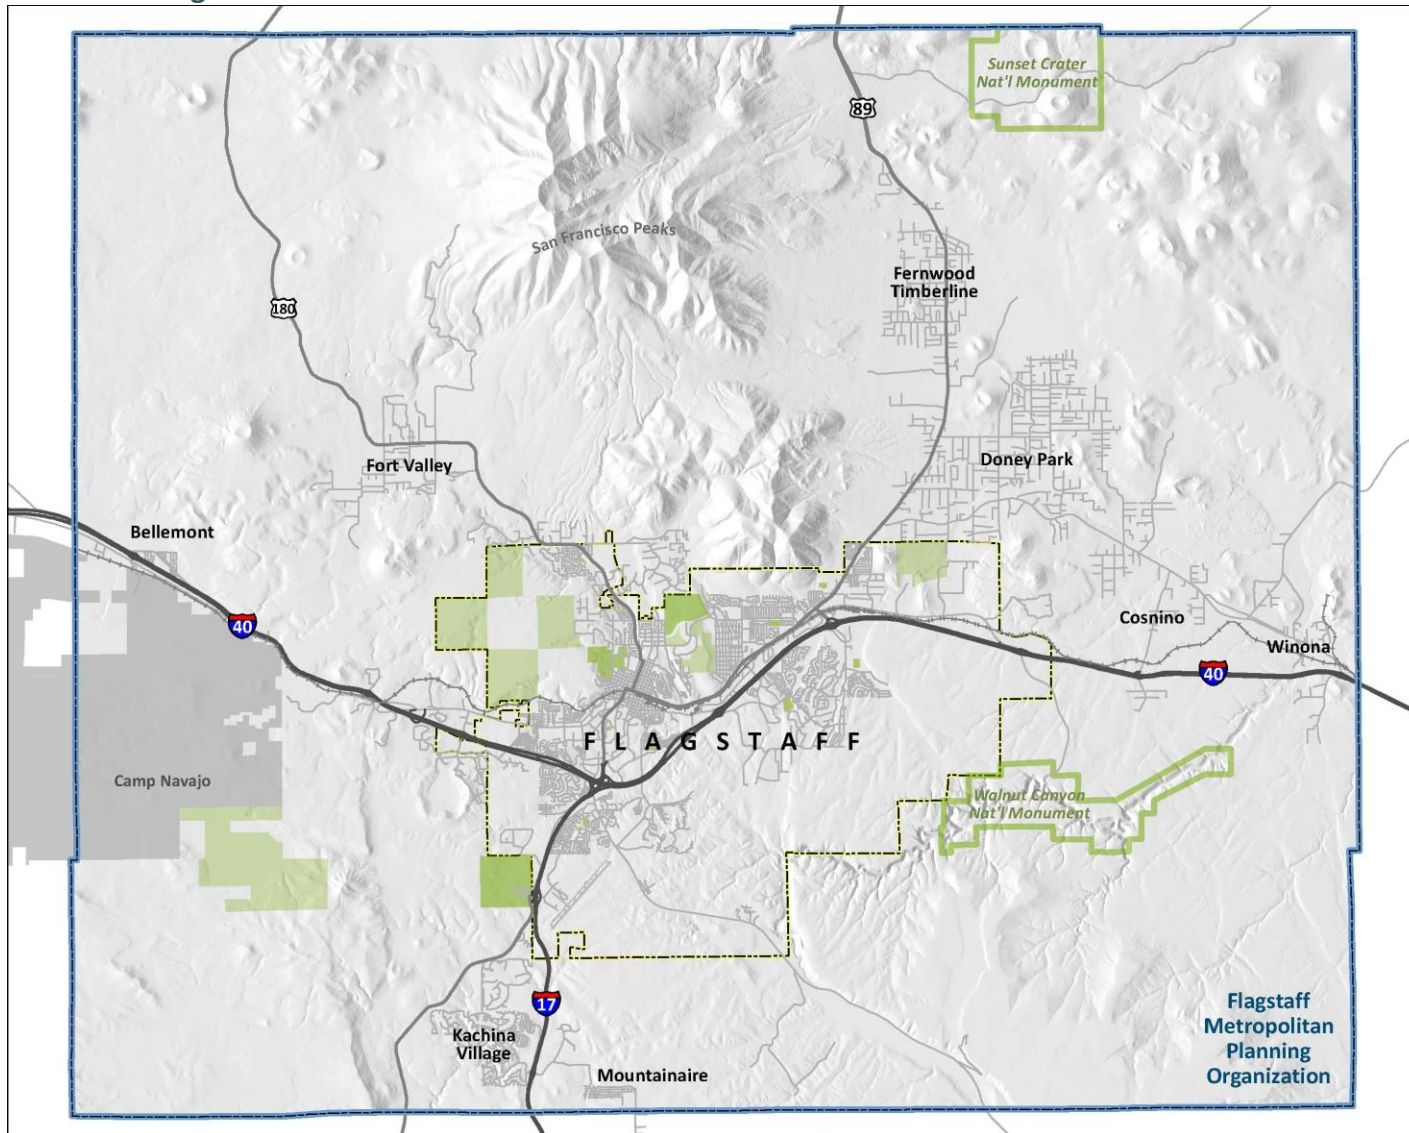 Sunset Crater
Nat'l Monument
89
San Francisco Peaks
Fernwood
Timberline
180
Fort Valley
Doney Park
Bellemont
40
Cosnino
Winona
40
FLAGSTAFF
Camp Navajo
Walnut Canyon
Nat'l Monument
17
Kachina
Village
Mountainaire
Flagstaff
Metropolitan
Planning
Organization